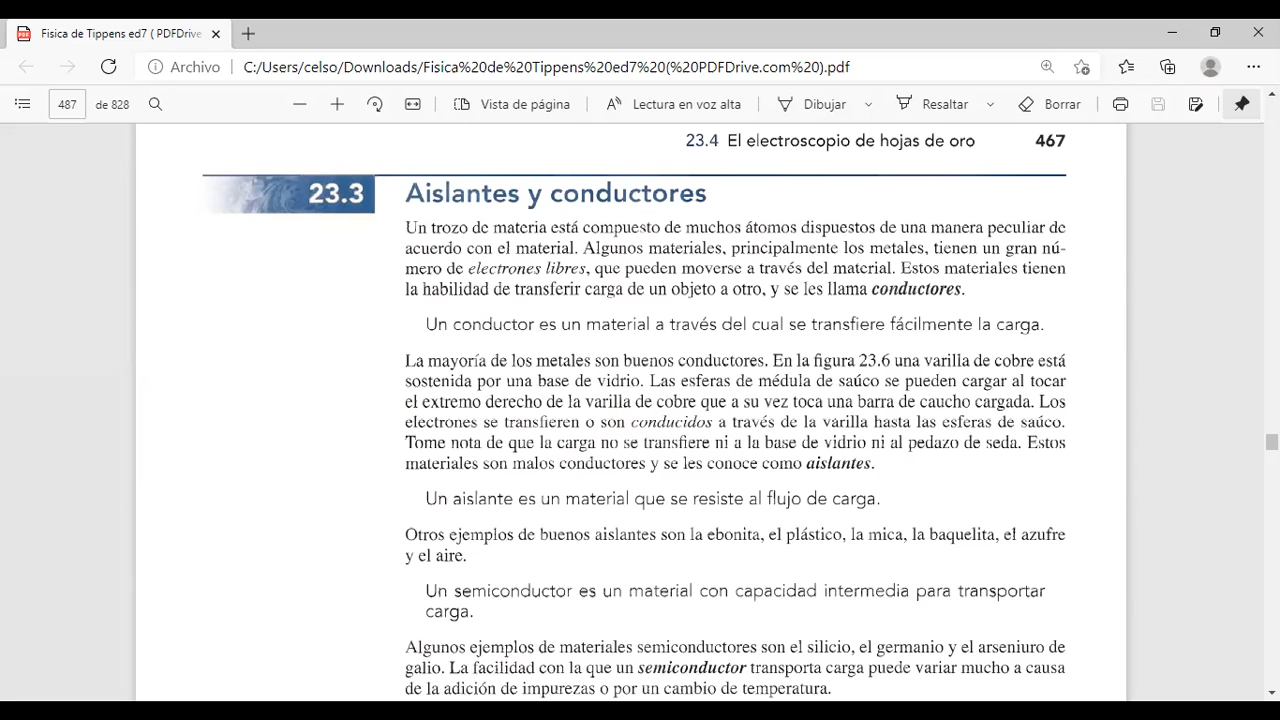 Fisica de Tippens ed7 ( PDFDrive
Archivo
C:/Users/celso/Downloads/Fisica%20de%20Tippens%20ed7%20(%20PDFDrive.com%20).pdf
487
de 828
Vista de página
Lectura en voz alta
Dibujar
Resaltar
Borrar
23.4 El electroscopio de hojas de oro 467
23.3 Aislantes y conductores
Un trozo de materia está compuesto de muchos átomos dispuestos de una manera peculiar de
acuerdo con el material. Algunos materiales, principalmente los metales, tienen un gran nú-
mero de electrones libres, que pueden moverse a través del material. Estos materiales tienen
la habilidad de transferir carga de un objeto a otro, y se les llama conductores.
Un conductor es un material a través del cual se transfiere fácilmente la carga.
La mayoría de los metales son buenos conductores. En la figura 23.6 una varilla de cobre está
sostenida por una base de vidrio. Las esferas de médula de saúco se pueden cargar al tocar
el extremo derecho de la varilla de cobre que a su vez toca una barra de caucho cargada. Los
electrones se transfieren o son conducidos a través de la varilla hasta las esferas de saúco.
Tome nota de que la carga no se transfiere ni a la base de vidrio ni al pedazo de seda. Estos
materiales son malos conductores y se les conoce como aislantes.
Un aislante es un material que se resiste al flujo de carga.
Otros ejemplos de buenos aislantes son la ebonita, el plástico, la mica, la baquelita, el azufre
y el aire.
Un semiconductor es un material con capacidad intermedia para transportar
carga.
Algunos ejemplos de materiales semiconductores son el silicio, el germanio y el arseniuro de
galio. La facilidad con la que un semiconductor transporta carga puede variar mucho a causa
de la adición de impurezas o por un cambio de temperatura.